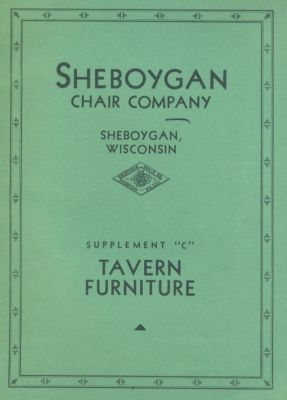 SHEBOYGAN
CHAIR COMPANY
SHEBOYGAN,
WISCONSIN
SUPPLEMENT "C"
TAVERN
FURNITURE